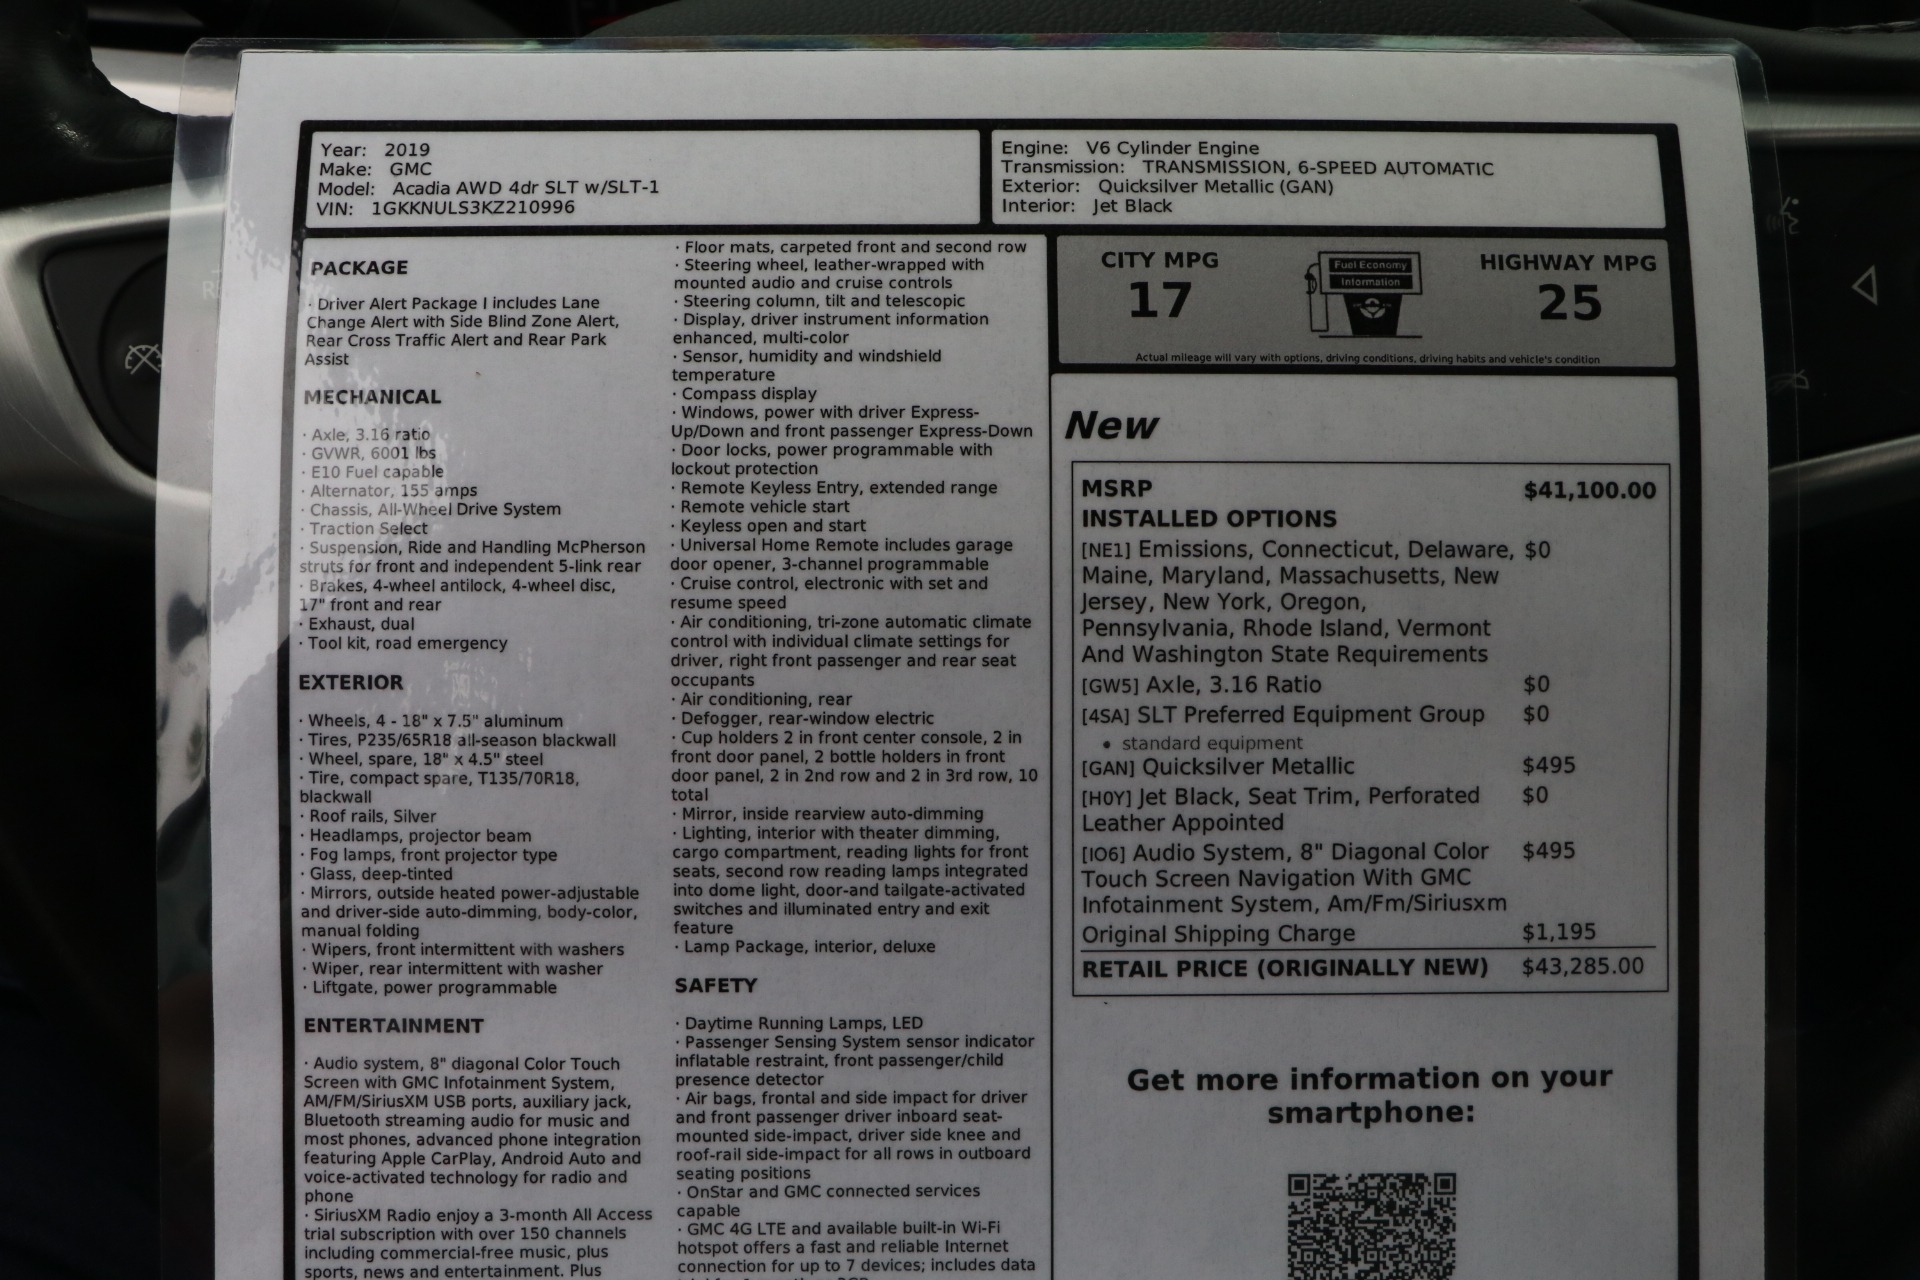 Year: 2019
Make: GMC
Model: Acadia AWD 4dr SLT w/SLT-1
VIN: 1GKKNULS3KZ210996
Engine: V6 Cylinder Engine
Transmission: TRANSMISSION, 6-SPEED AUTOMATIC
Exterior: Quicksilver Metallic (GAN)
Interior: Jet Black
PACKAGE
· Driver Alert Package I includes Lane
Change Alert with Side Blind Zone Alert,
Rear Cross Traffic Alert and Rear Park
Assist
MECHANICAL
· Axle, 3.16 ratio
· GVWR, 6001 lbs
· E10 Fuel capable
· Alternator, 155 amps
· Chassis, All-Wheel Drive System
· Traction Select
· Suspension, Ride and Handling McPherson
struts for front and independent 5-link rear
· Brakes, 4-wheel antilock, 4-wheel disc,
17" front and rear
· Exhaust, dual
· Tool kit, road emergency
EXTERIOR
· Wheels, 4 - 18" x 7.5" aluminum
· Tires, P235/65R18 all-season blackwall
· Wheel, spare, 18" x 4.5" steel
· Tire, compact spare, T135/70R18,
blackwall
· Roof rails, Silver
· Headlamps, projector beam
· Fog lamps, front projector type
· Glass, deep-tinted
· Mirrors, outside heated power-adjustable
and driver-side auto-dimming, body-color,
manual folding
· Wipers, front intermittent with washers
· Wiper, rear intermittent with washer
· Liftgate, power programmable
ENTERTAINMENT
· Audio system, 8" diagonal Color Touch
Screen with GMC Infotainment System,
AM/FM/SiriusXM USB ports, auxiliary jack,
Bluetooth streaming audio for music and
most phones, advanced phone integration
featuring Apple CarPlay, Android Auto and
voice-activated technology for radio and
phone
· SiriusXM Radio enjoy a 3-month All Access
trial subscription with over 150 channels
including commercial-free music, plus
sports, news and entertainment. Plus
· Floor mats, carpeted front and second row
· Steering wheel, leather-wrapped with
mounted audio and cruise controls
· Steering column, tilt and telescopic
· Display, driver instrument information
enhanced, multi-color
· Sensor, humidity and windshield
temperature
· Compass display
· Windows, power with driver Express-
Up/Down and front passenger Express-Down
· Door locks, power programmable with
lockout protection
· Remote Keyless Entry, extended range
· Remote vehicle start
· Keyless open and start
· Universal Home Remote includes garage
door opener, 3-channel programmable
· Cruise control, electronic with set and
resume speed
· Air conditioning, tri-zone automatic climate
control with individual climate settings for
driver, right front passenger and rear seat
occupants
· Air conditioning, rear
· Defogger, rear-window electric
· Cup holders 2 in front center console, 2 in
front door panel, 2 bottle holders in front
door panel, 2 in 2nd row and 2 in 3rd row, 10
total
· Mirror, inside rearview auto-dimming
· Lighting, interior with theater dimming,
cargo compartment, reading lights for front
seats, second row reading lamps integrated
into dome light, door-and tailgate-activated
switches and illuminated entry and exit
feature
· Lamp Package, interior, deluxe
SAFETY
· Daytime Running Lamps, LED
· Passenger Sensing System sensor indicator
inflatable restraint, front passenger/child
presence detector
· Air bags, frontal and side impact for driver
and front passenger driver inboard seat-
mounted side-impact, driver side knee and
roof-rail side-impact for all rows in outboard
seating positions
· OnStar and GMC connected services
capable
· GMC 4G LTE and available built-in Wi-Fi
hotspot offers a fast and reliable Internet
connection for up to 7 devices; includes data
CITY MPG
17
Fuel Economy
Information
HIGHWAY MPG
25
Actual mileage will vary with options, driving conditions, driving habits and vehicle's condition
New
MSRP $41,100.00
INSTALLED OPTIONS
[NE1] Emissions, Connecticut, Delaware, $0
Maine, Maryland, Massachusetts, New
Jersey, New York, Oregon,
Pennsylvania, Rhode Island, Vermont
And Washington State Requirements
[GW5] Axle, 3.16 Ratio $0
[4SA] SLT Preferred Equipment Group $0
• standard equipment
[GAN] Quicksilver Metallic $495
[H0Y] Jet Black, Seat Trim, Perforated $0
Leather Appointed
[IO6] Audio System, 8" Diagonal Color $495
Touch Screen Navigation With GMC
Infotainment System, Am/Fm/Siriusxm
Original Shipping Charge $1,195
RETAIL PRICE (ORIGINALLY NEW) $43,285.00
Get more information on your
smartphone: